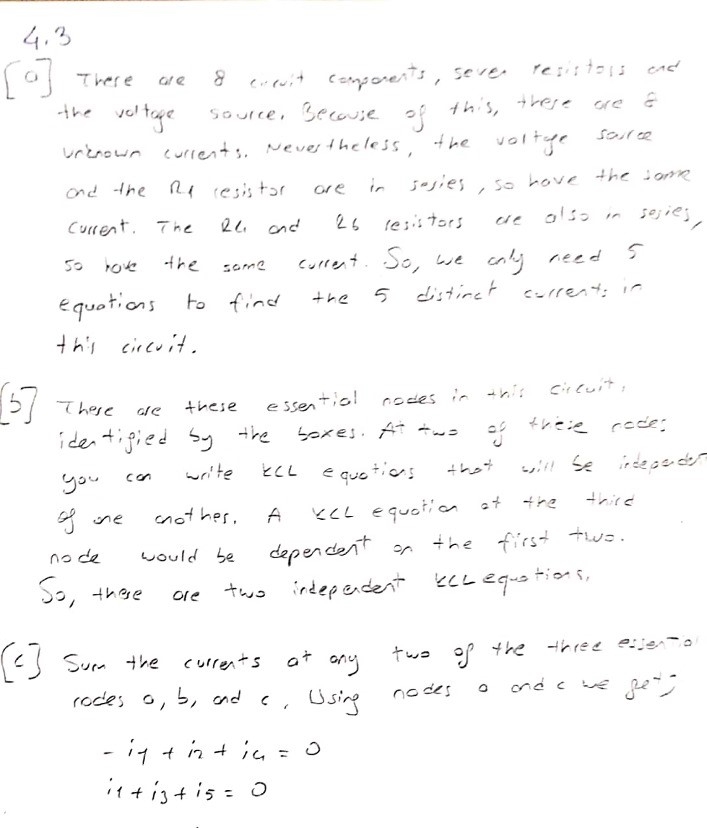 4.3
[a] There are 8 circuit components, seven resistors and
the voltage source. Because of this, there are 8
unknown currents. Nevertheless, the voltge source
and the R1 resistor are in series, so have the same
current. The R4 and R6 resistors are also in series,
so have the same current. So, we only need 5
equations to find the 5 distinct currents in
this circuit.
[b] There are these essential nodes in this circuit,
identified by the boxes. At two of these nodes
you can write KCL equations that will be independent
of one another. A KCL equation at the third
node would be dependent on the first two.
So, there are two independent KCL equations,
[c] Sum the currents at any two of the three essential
nodes a, b, and c, Using nodes a and c we get;
- i1 + i2 + i4 = 0
i1 + i3 + i5 = 0